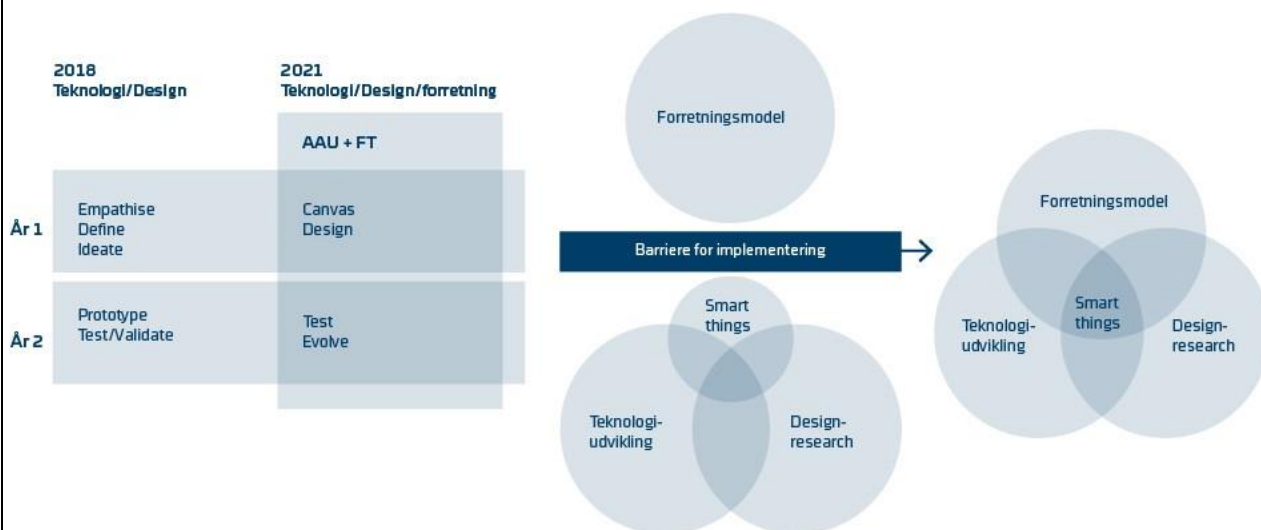 2018
Teknologi/Design
2021
Teknologi/Design/forretning
AAU + FT
År 1
Empathise
Define
Ideate
Canvas
Design
År 2
Prototype
Test/Validate
Test
Evolve
Forretningsmodel
Barriere for implementering
Smart
things
Teknologi-
udvikling
Design-
research
Forretningsmodel
Smart
things
Teknologi-
udvikling
Design-
research